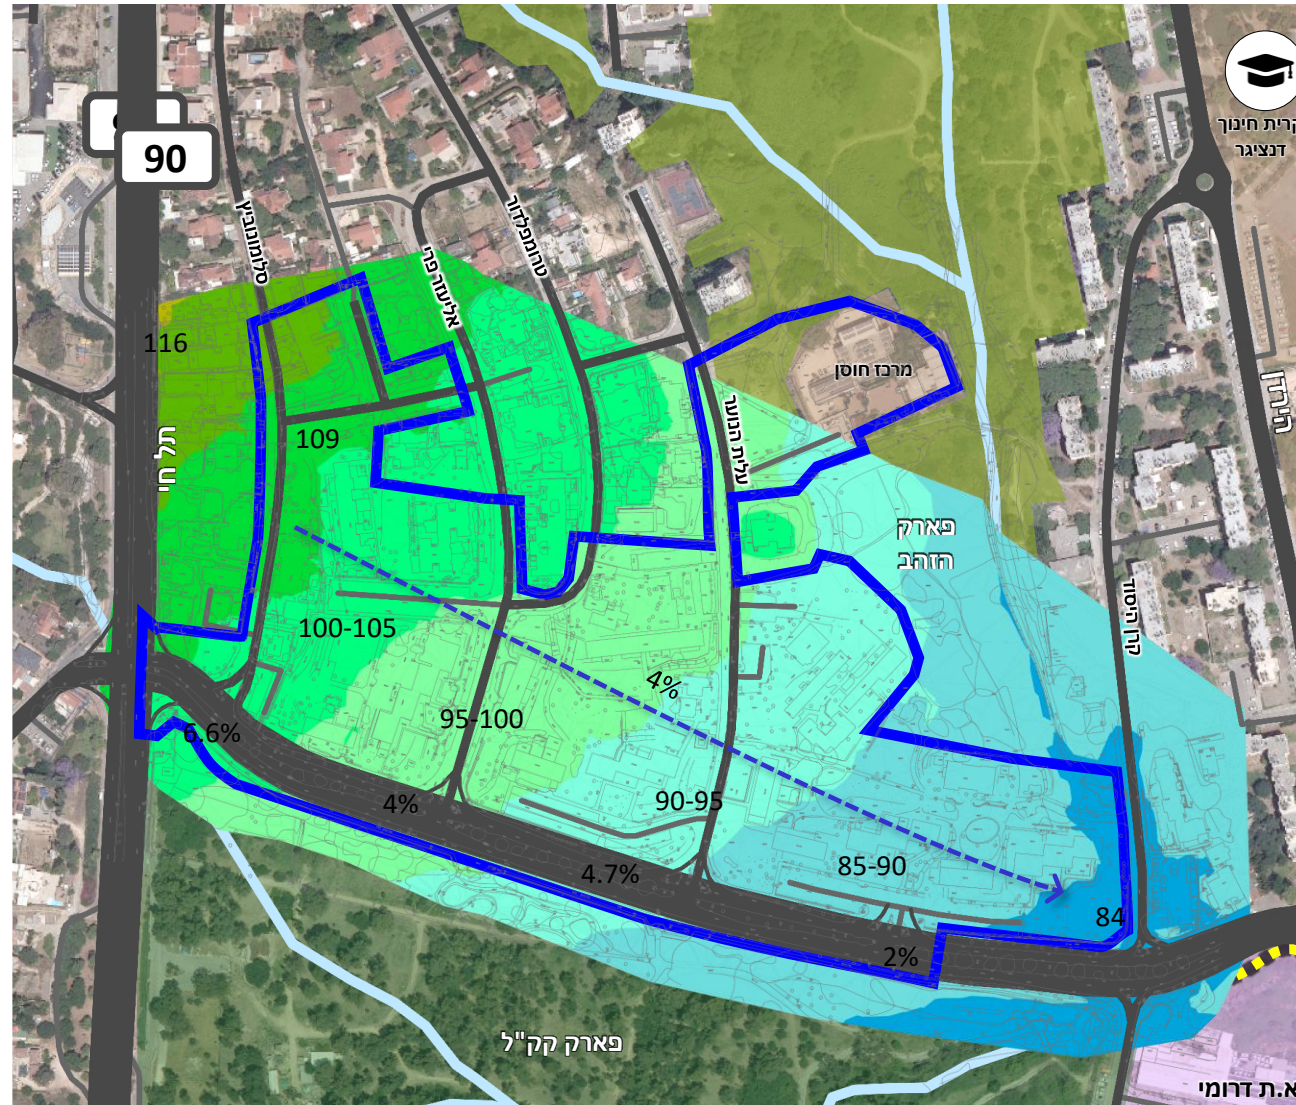 90
קרית חינוך
דנציגר
סלומונוביץ
טרומפלדור
אליעזר פרי
116
מרכז חוסן
הירדן
עלית הנוער
תל חי
109
פארק
הזהב
קרן היסוד
100-105
4%
95-100
6.6%
4%
90-95
4.7%
85-90
84
2%
פארק קק"ל
א.ת דרומי